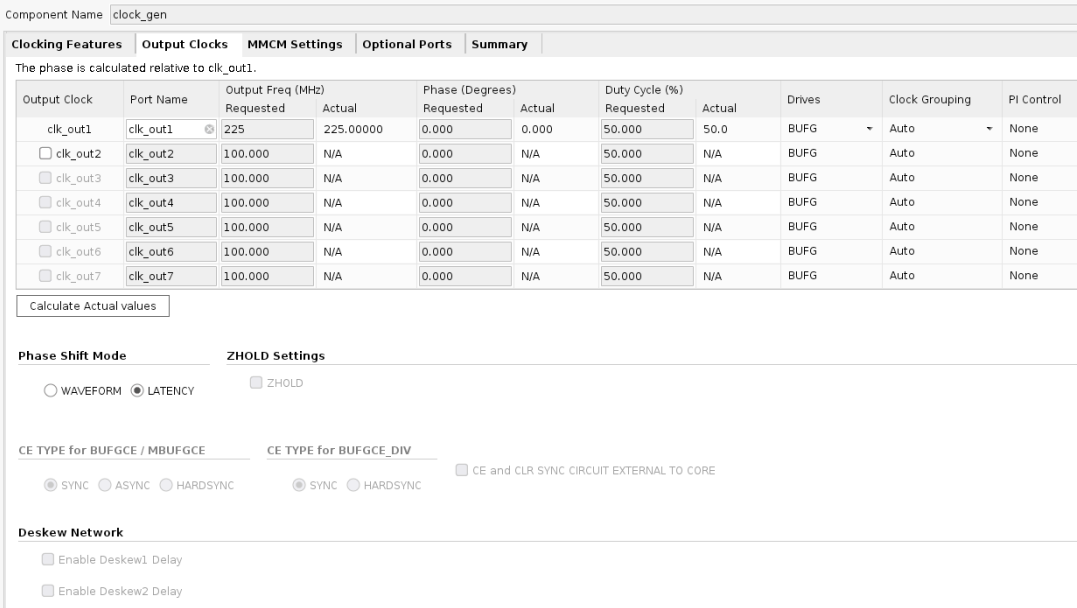 Component Name clock_gen
Clocking Features Output Clocks MMCM Settings Optional Ports Summary
The phase is calculated relative to clk_out1.
Output Clock Port Name Output Freq (MHz) Phase (Degrees) Duty Cycle (%) Drives Clock Grouping PI Control
Requested Actual Requested Actual Requested Actual
clk_out1 clk_out1 225 225.00000 0.000 0.000 50.000 50.0 BUFG Auto None
clk_out2 clk_out2 100.000 N/A 0.000 N/A 50.000 N/A BUFG Auto None
clk_out3 clk_out3 100.000 N/A 0.000 N/A 50.000 N/A BUFG Auto None
clk_out4 clk_out4 100.000 N/A 0.000 N/A 50.000 N/A BUFG Auto None
clk_out5 clk_out5 100.000 N/A 0.000 N/A 50.000 N/A BUFG Auto None
clk_out6 clk_out6 100.000 N/A 0.000 N/A 50.000 N/A BUFG Auto None
clk_out7 clk_out7 100.000 N/A 0.000 N/A 50.000 N/A BUFG Auto None
Calculate Actual values
Phase Shift Mode ZHOLD Settings
WAVEFORM LATENCY ZHOLD
CE TYPE for BUFGCE / MBUFGCE CE TYPE for BUFGCE_DIV
CE and CLR SYNC CIRCUIT EXTERNAL TO CORE
SYNC ASYNC HARDSYNC SYNC HARDSYNC
Deskew Network
Enable Deskew1 Delay
Enable Deskew2 Delay